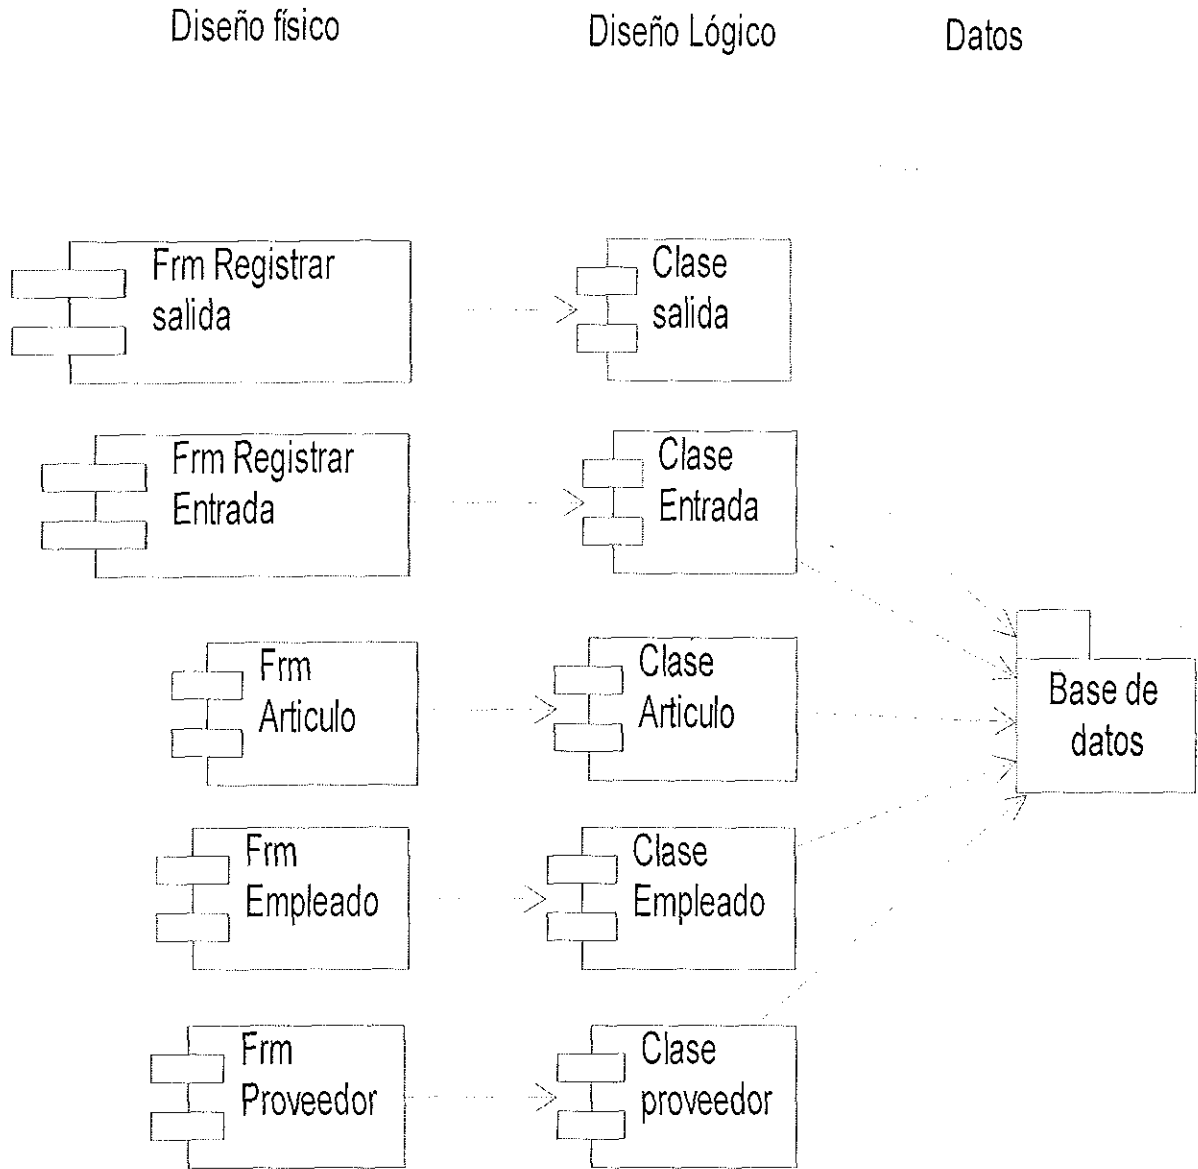 Diseño físico
Diseño Lógico
Datos
Frm Registrar
salida
Clase
salida
Frm Registrar
Entrada
Clase
Entrada
Frm
Articulo
Clase
Articulo
Base de
datos
Frm
Empleado
Clase
Empleado
Frm
Proveedor
Clase
proveedor